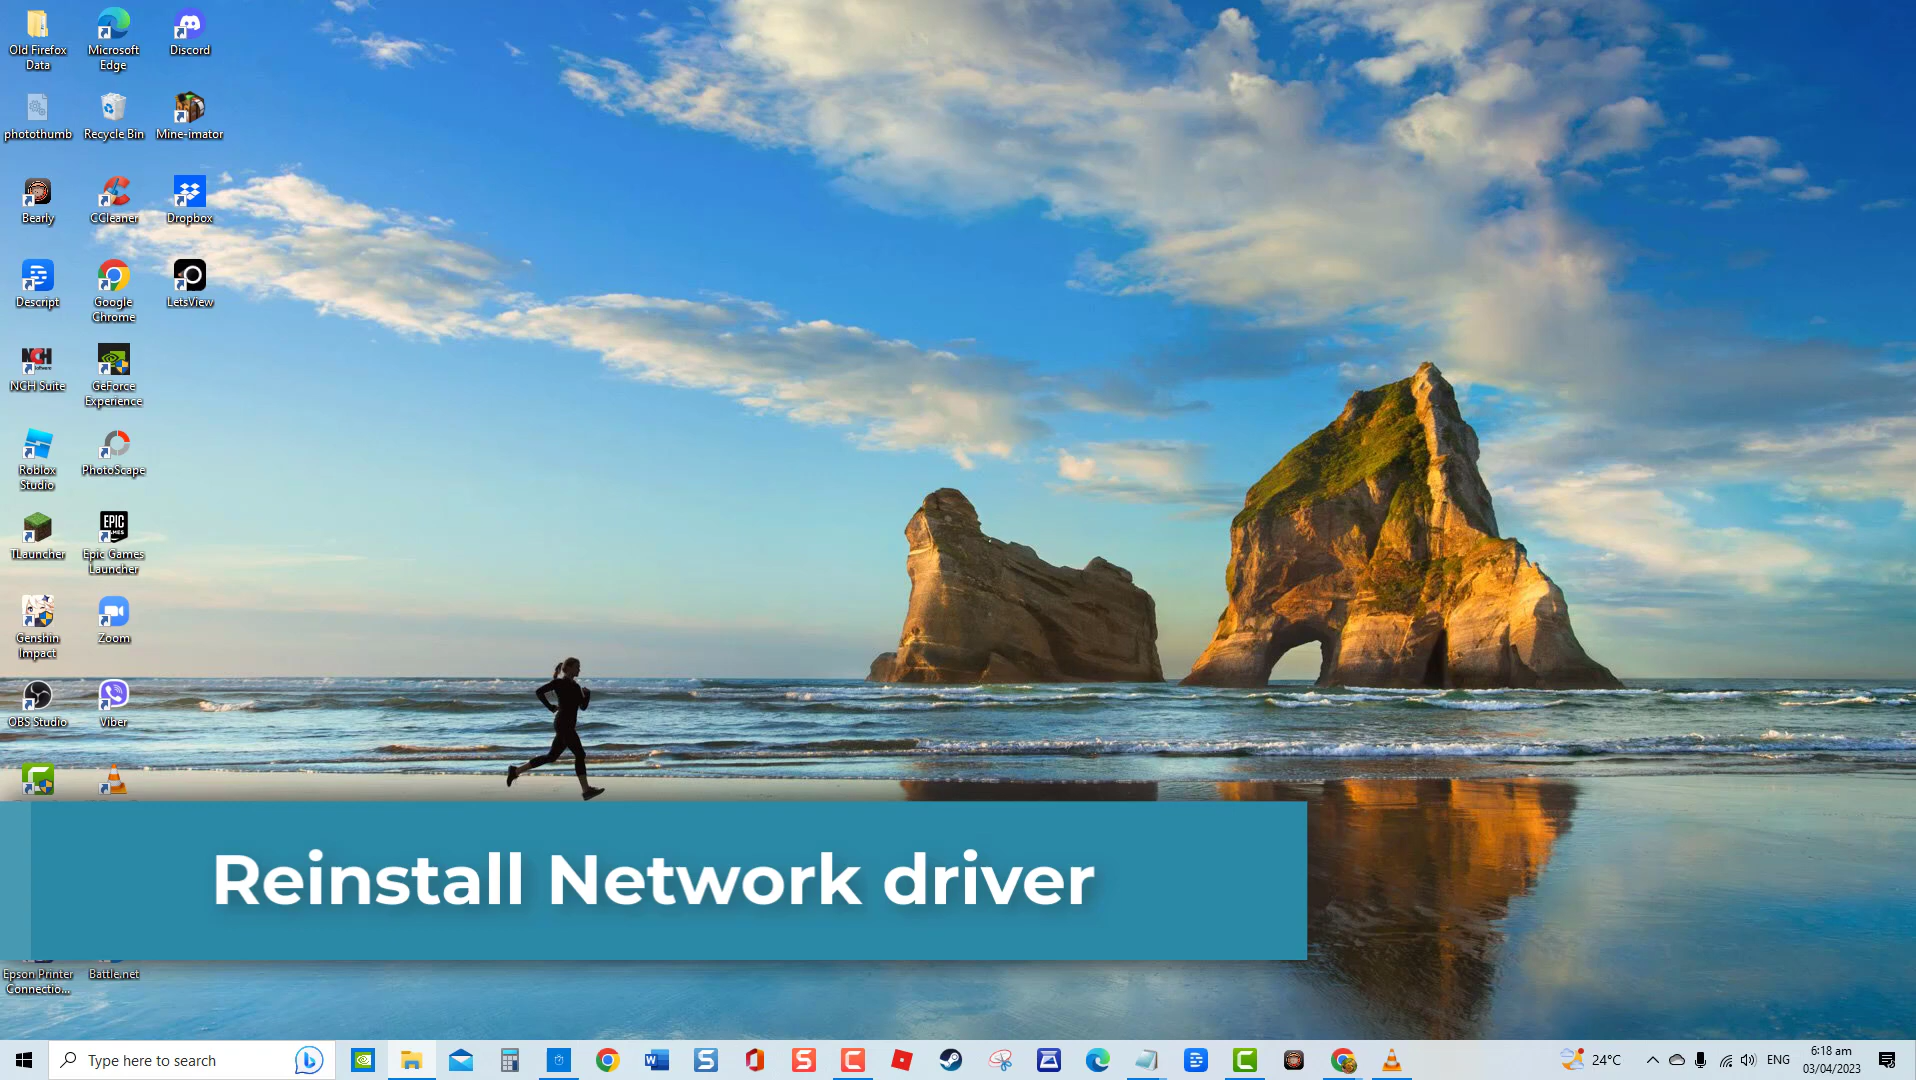 Old Firefox
Data
Microsoft
Edge
Discord
photothumb
Recycle Bin
Mine-imator
Bearly
CCleaner
Dropbox
Descript
Google
Chrome
LetsView
NCH Suite
GeForce
Experience
Roblox
Studio
PhotoScape
TLauncher
Epic Games
Launcher
Genshin
Impact
Zoom
OBS Studio
Viber
Reinstall Network driver
Epson Printer
Connectio...
Battle.net
Type here to search
24°C
ENG
6:18 am
03/04/2023